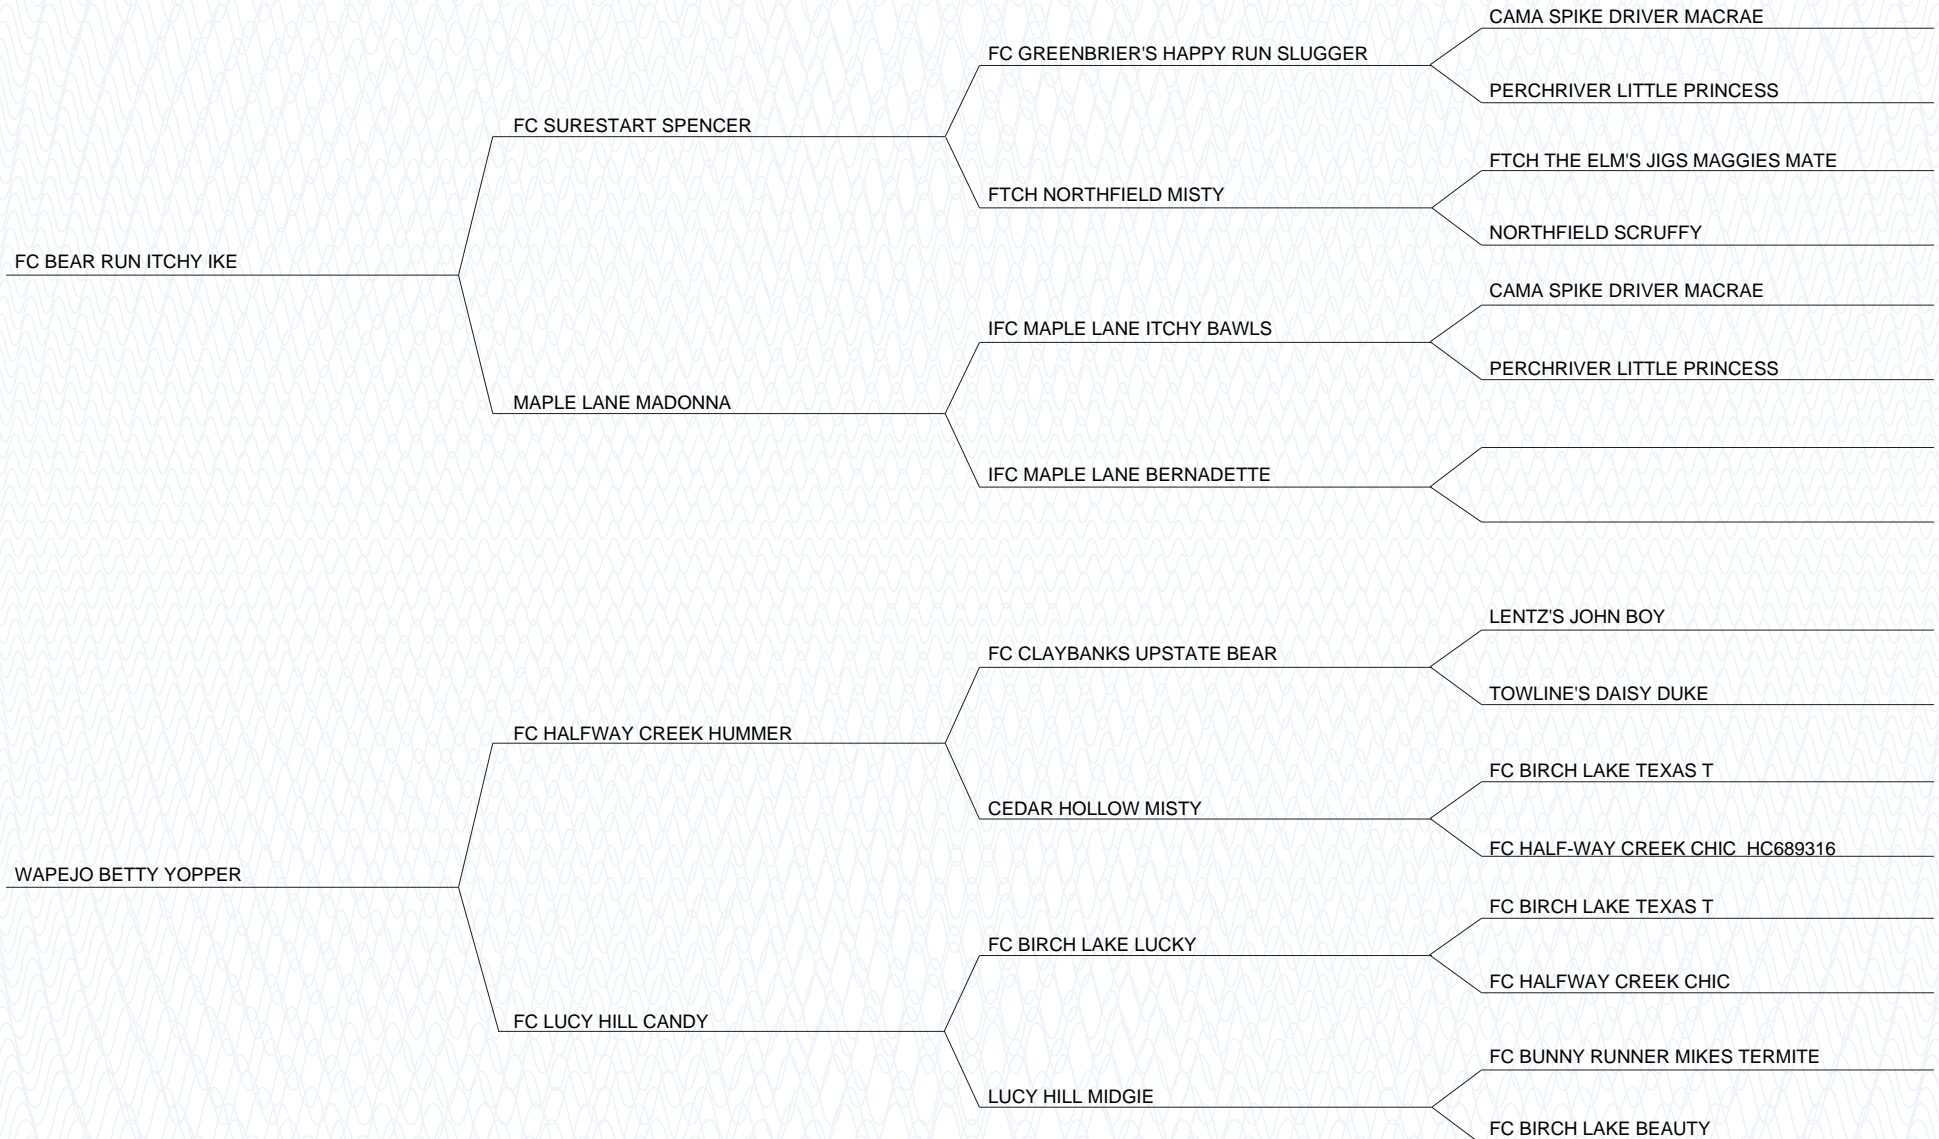 CAMA SPIKE DRIVER MACRAE
FC GREENBRIER'S HAPPY RUN SLUGGER
PERCHRIVER LITTLE PRINCESS
FC SURESTART SPENCER
FTCH THE ELM'S JIGS MAGGIES MATE
FTCH NORTHFIELD MISTY
NORTHFIELD SCRUFFY
FC BEAR RUN ITCHY IKE
CAMA SPIKE DRIVER MACRAE
IFC MAPLE LANE ITCHY BAWLS
PERCHRIVER LITTLE PRINCESS
MAPLE LANE MADONNA
IFC MAPLE LANE BERNADETTE
LENTZ'S JOHN BOY
FC CLAYBANKS UPSTATE BEAR
TOWLINE'S DAISY DUKE
FC HALFWAY CREEK HUMMER
FC BIRCH LAKE TEXAS T
CEDAR HOLLOW MISTY
FC HALF-WAY CREEK CHIC HC689316
WAPEJO BETTY YOPPER
FC BIRCH LAKE TEXAS T
FC BIRCH LAKE LUCKY
FC HALFWAY CREEK CHIC
FC LUCY HILL CANDY
FC BUNNY RUNNER MIKES TERMITE
LUCY HILL MIDGIE
FC BIRCH LAKE BEAUTY